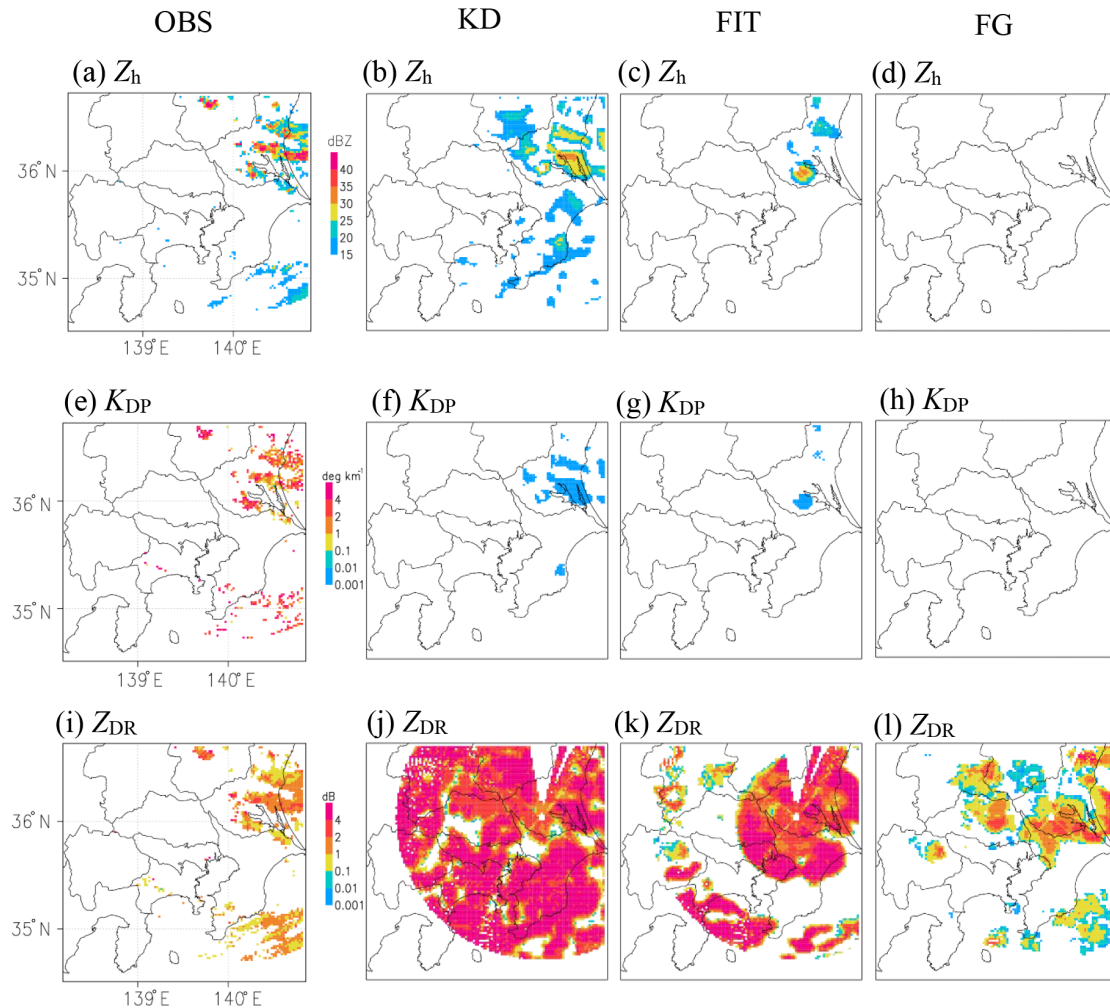 OBS KD FIT FG
(a) Zh (b) Zh (c) Zh (d) Zh
dBZ
40
35
30
25
20
15
36°N
35°N
139°E 140°E
(e) KDP (f) KDP (g) KDP (h) KDP
deg km⁻¹
4
2
1
0.1
0.01
0.001
36°N
35°N
139°E 140°E
(i) ZDR (j) ZDR (k) ZDR (l) ZDR
dB
4
2
1
0.1
0.01
0.001
36°N
35°N
139°E 140°E